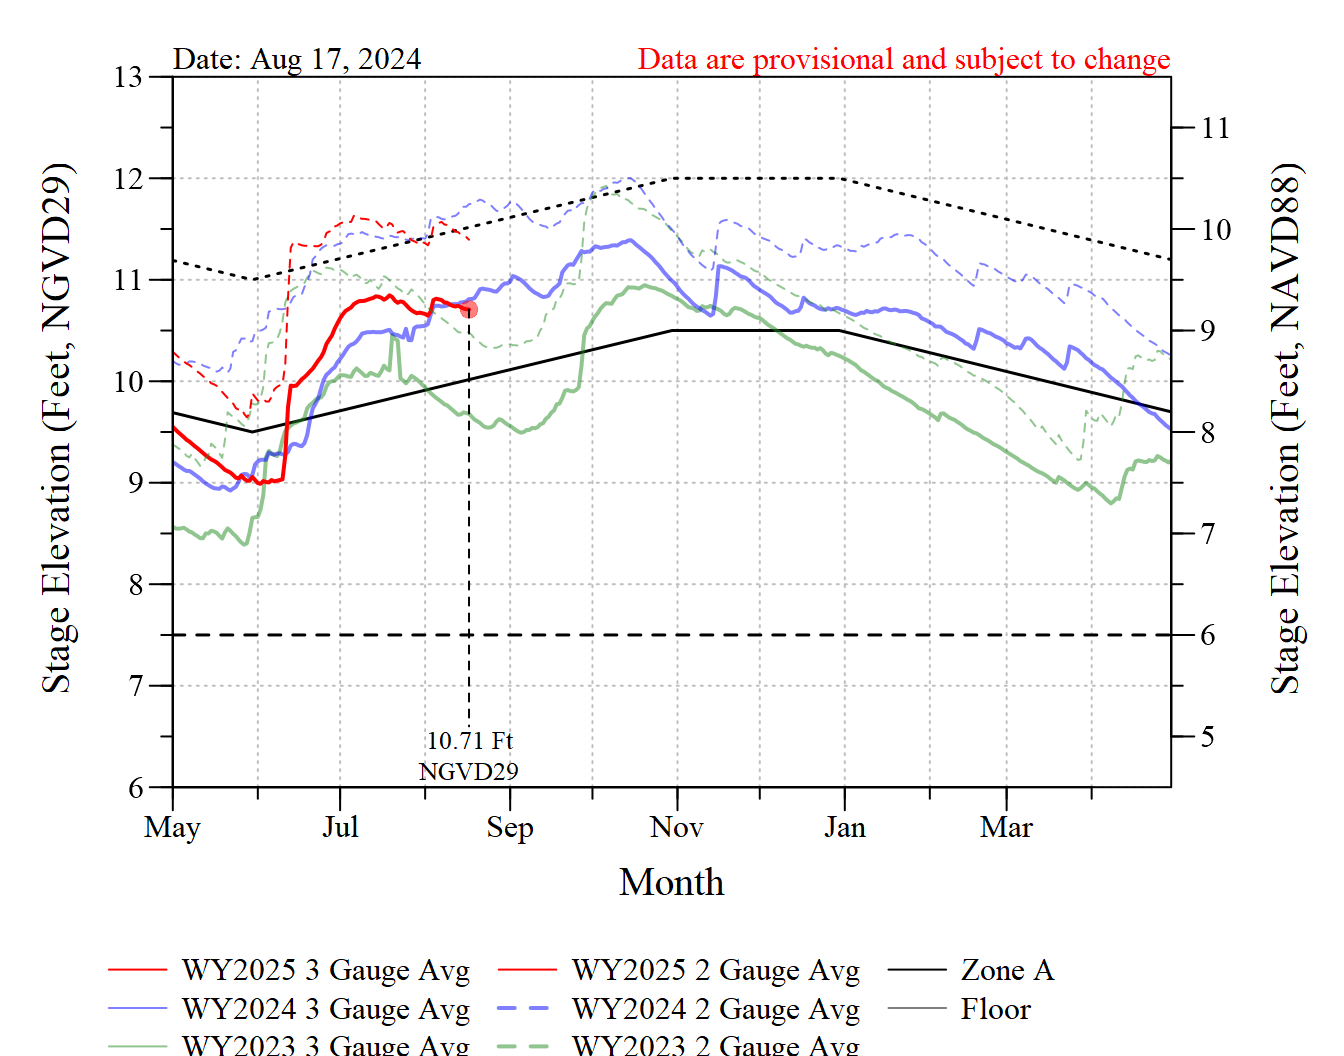 Date: Aug 17, 2024
Data are provisional and subject to change
13
12
11
10
9
8
7
6
Stage Elevation (Feet, NGVD29)
11
10
9
8
7
6
5
Stage Elevation (Feet, NAVD88)
10.71 Ft
NGVD29
May
Jul
Sep
Nov
Jan
Mar
Month
WY2025 3 Gauge Avg
WY2025 2 Gauge Avg
Zone A
WY2024 3 Gauge Avg
WY2024 2 Gauge Avg
Floor
WY2023 3 Gauge Avg
WY2023 2 Gauge Avg